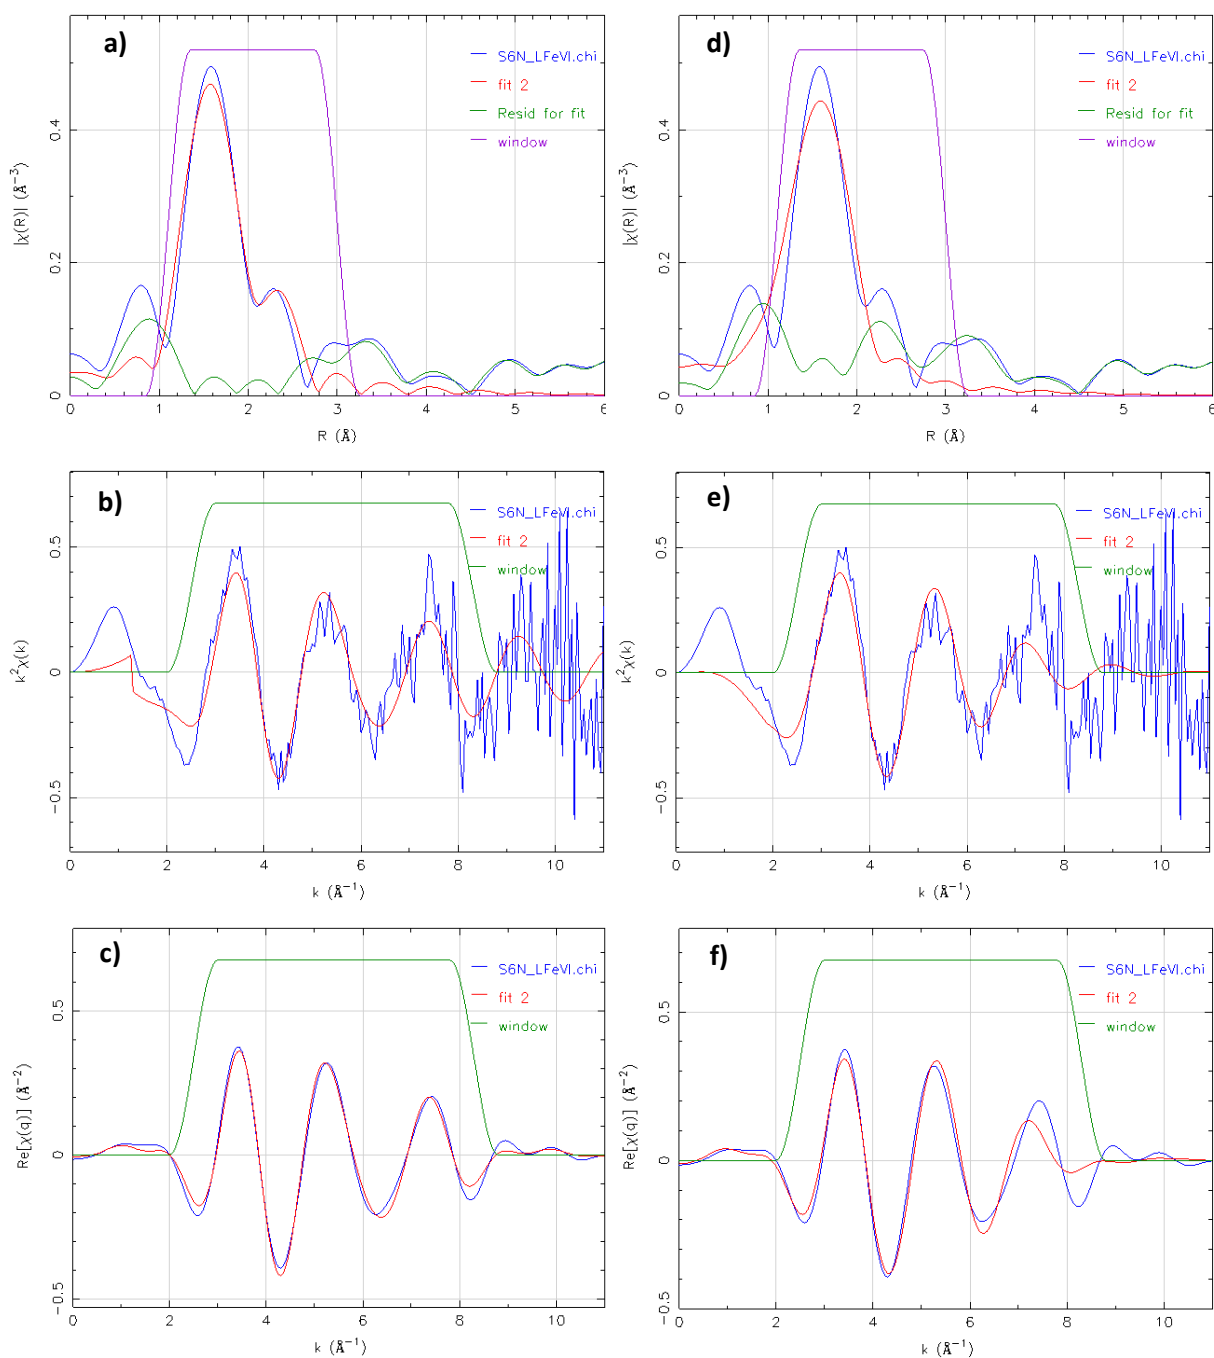 a)
S6N_LFeVI.chi
fit 2
Resid for fit
window
|χ(R)| (Å⁻³)
0
0.2
0.4
0 1 2 3 4 5 6
R (Å)
d)
S6N_LFeVI.chi
fit 2
Resid for fit
window
|χ(R)| (Å⁻³)
0
0.2
0.4
0 1 2 3 4 5 6
R (Å)
b)
S6N_LFeVI.chi
fit 2
window
k²χ(k)
−0.5
0
0.5
0 2 4 6 8 10
k (Å⁻¹)
e)
S6N_LFeVI.chi
fit 2
window
k²χ(k)
−0.5
0
0.5
0 2 4 6 8 10
k (Å⁻¹)
c)
S6N_LFeVI.chi
fit 2
window
Re[χ(q)] (Å⁻²)
−0.5
0
0.5
0 2 4 6 8 10
k (Å⁻¹)
f)
S6N_LFeVI.chi
fit 2
window
Re[χ(q)] (Å⁻²)
−0.5
0
0.5
0 2 4 6 8 10
k (Å⁻¹)